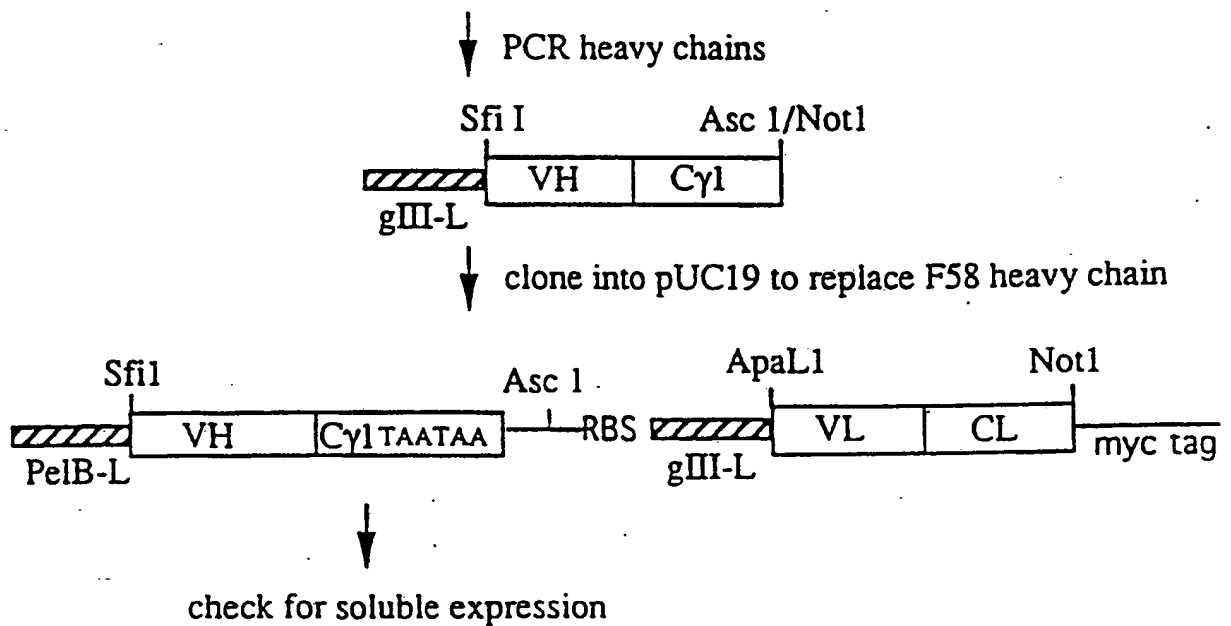 PCR heavy chains
Sfi I Asc 1/Not1
VH Cγ1
gIII-L
clone into pUC19 to replace F58 heavy chain
Sfi1 Asc 1 ApaL1 Not1
VH Cγ1 TAATAA RBS VL CL myc tag
PelB-L gIII-L
check for soluble expression